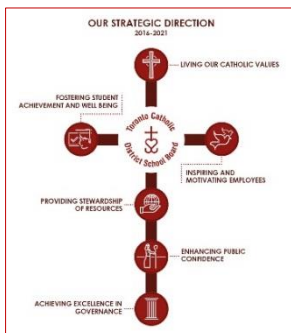 OUR STRATEGIC DIRECTION
2016-2021
LIVING OUR CATHOLIC VALUES
FOSTERING STUDENT
ACHIEVEMENT AND WELL BEING
Toronto Catholic
District School Board
INSPIRING AND
MOTIVATING EMPLOYEES
PROVIDING STEWARDSHIP
OF RESOURCES
ENHANCING PUBLIC
CONFIDENCE
ACHIEVING EXCELLENCE IN
GOVERNANCE